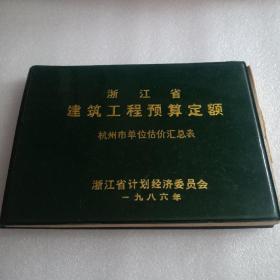 浙江省
建筑工程预算定额
杭州市单位估价汇总表
浙江省计划经济委员会
一九八六年